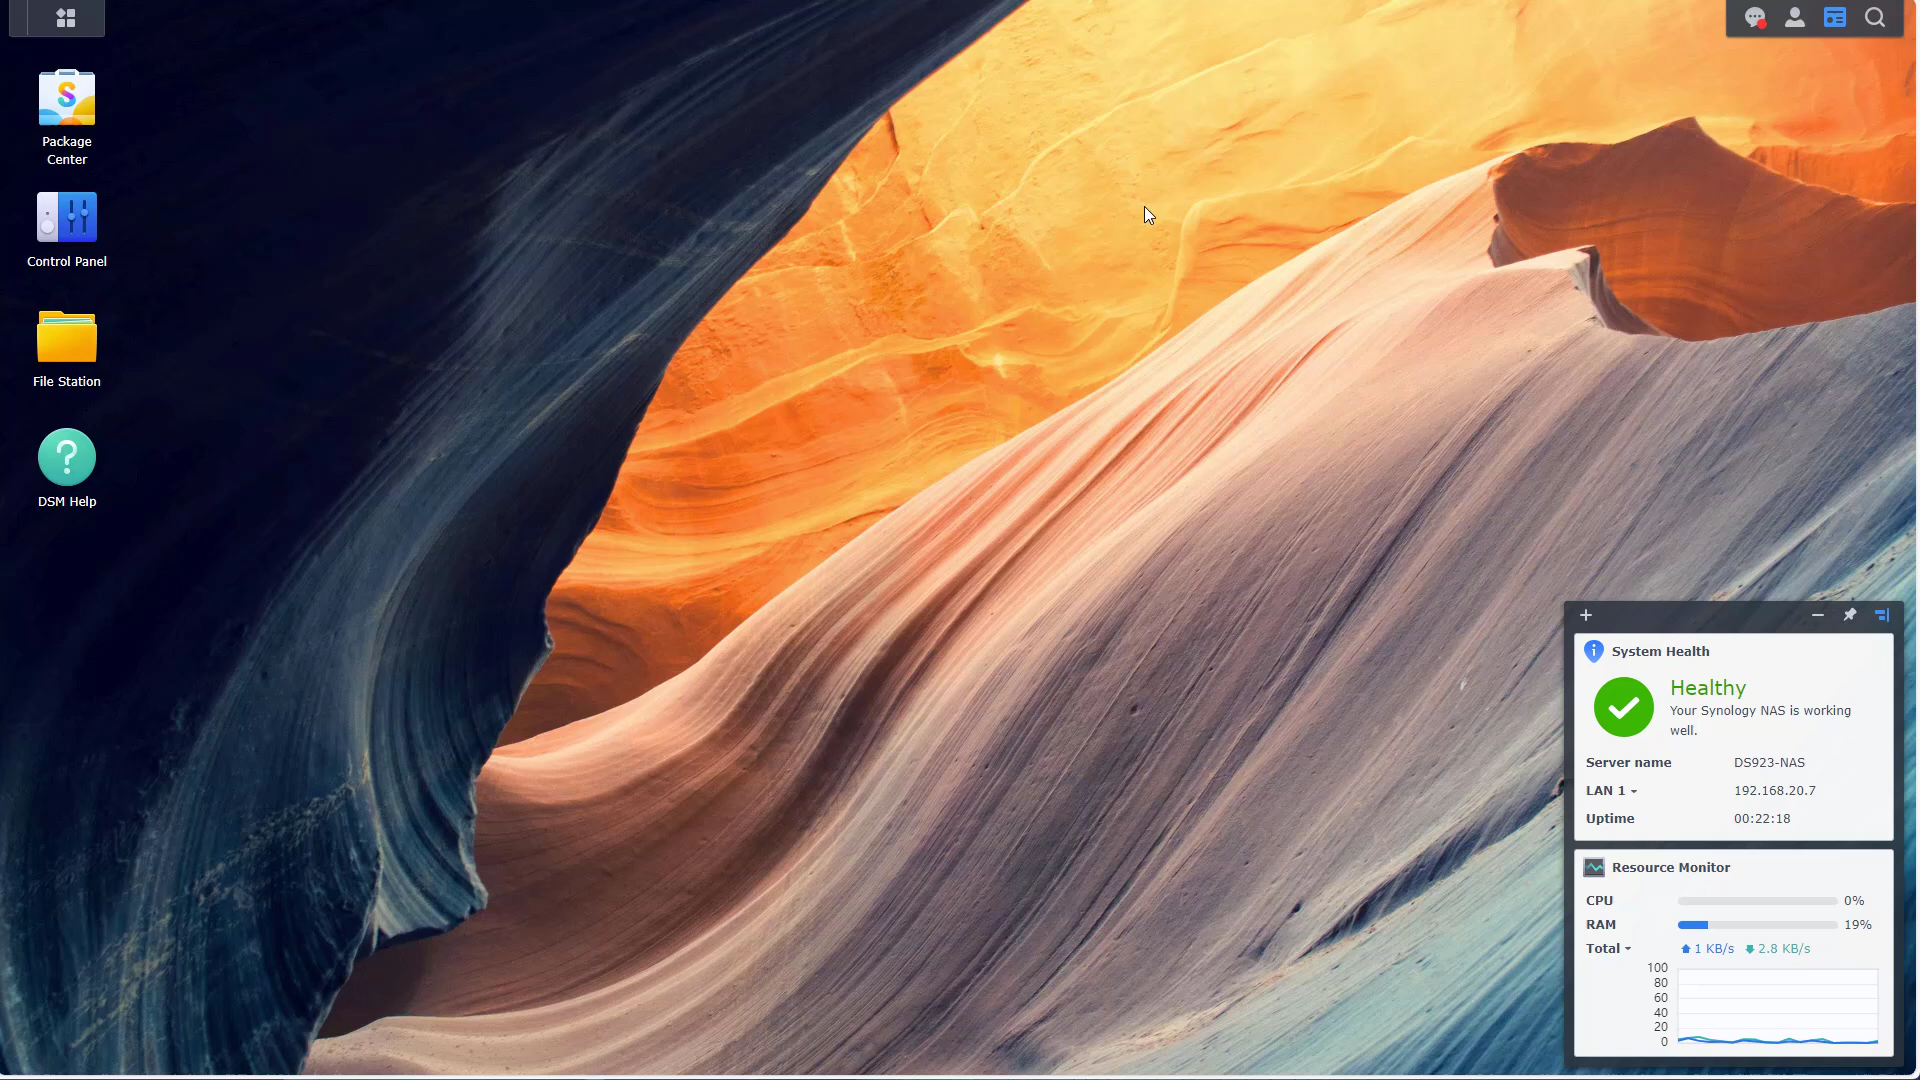 Package
Center
Control Panel
File Station
DSM Help
System Health
Healthy
Your Synology NAS is working
well.
Server name DS923-NAS
LAN 1 192.168.20.7
Uptime 00:22:18
Resource Monitor
CPU 0%
RAM 19%
Total 1 KB/s 2.8 KB/s
100
80
60
40
20
0